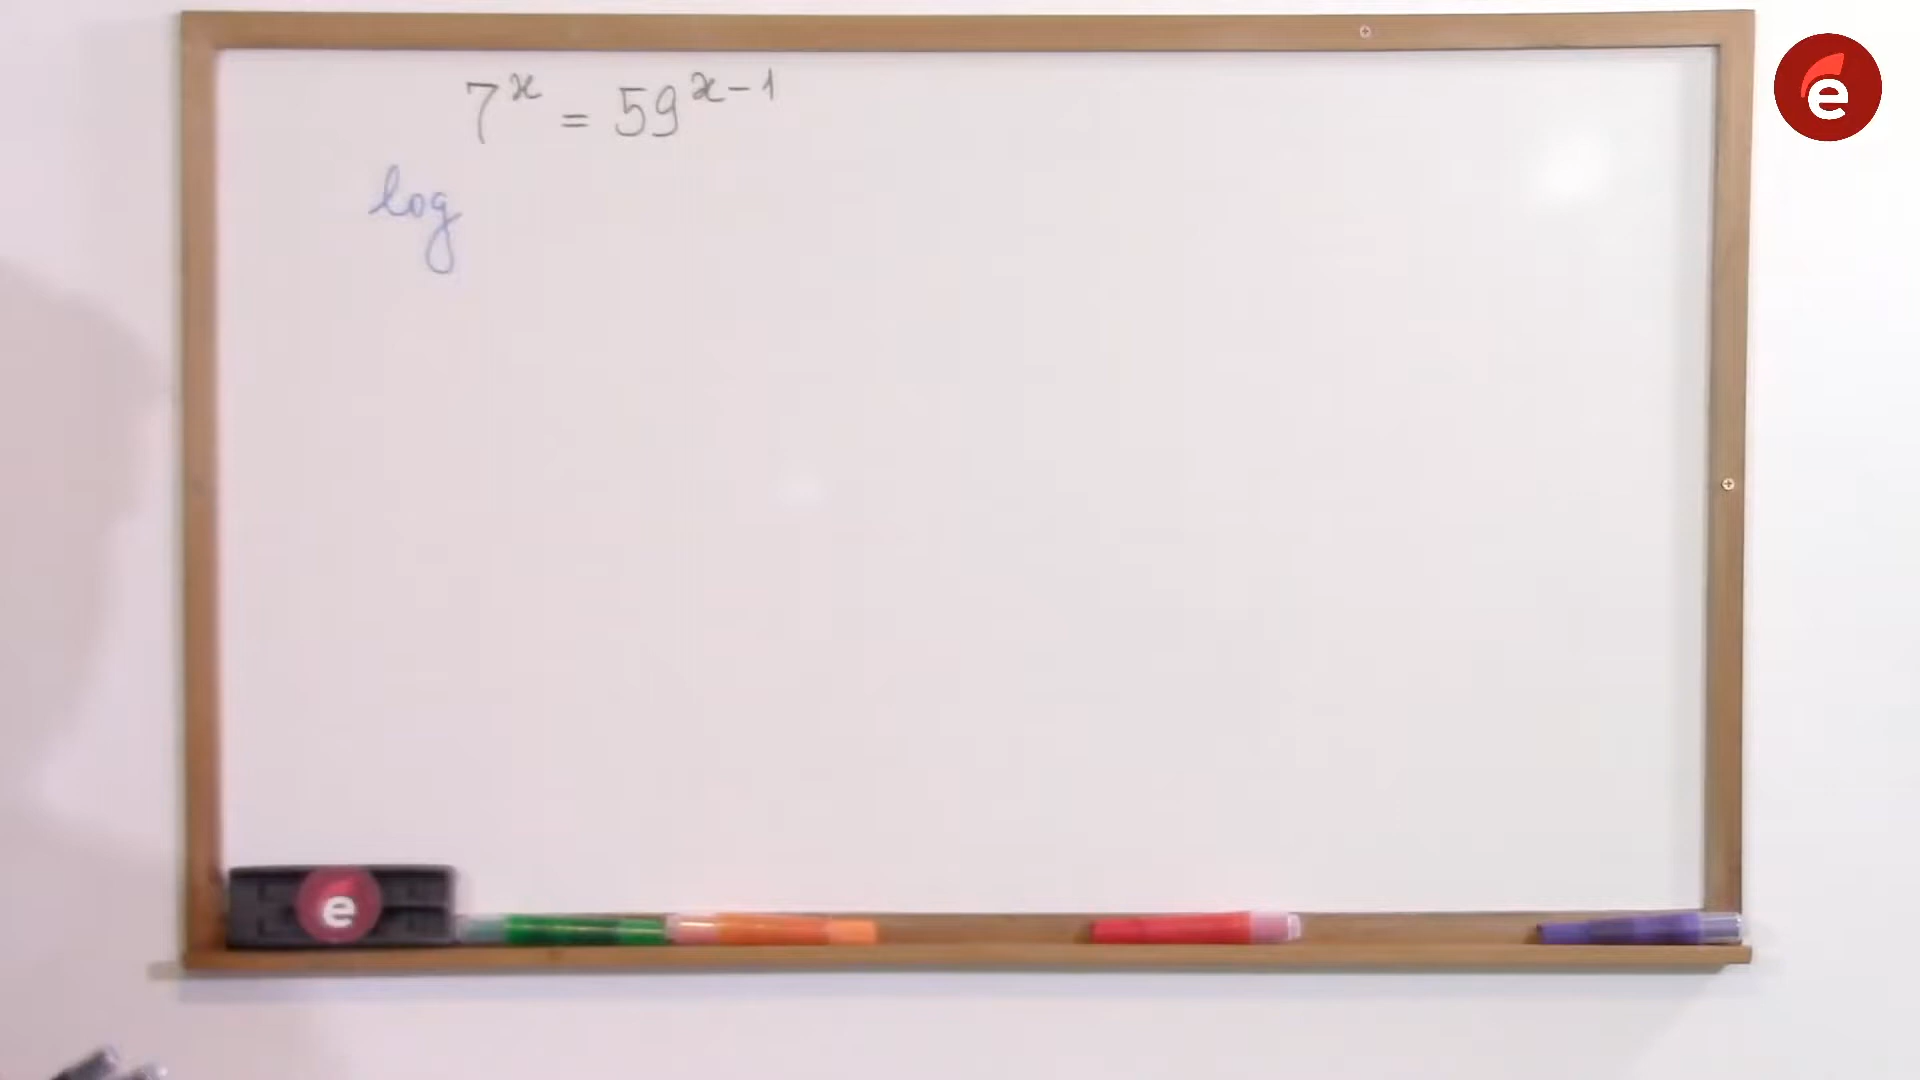 7^x = 59^{x-1}
log
e
e